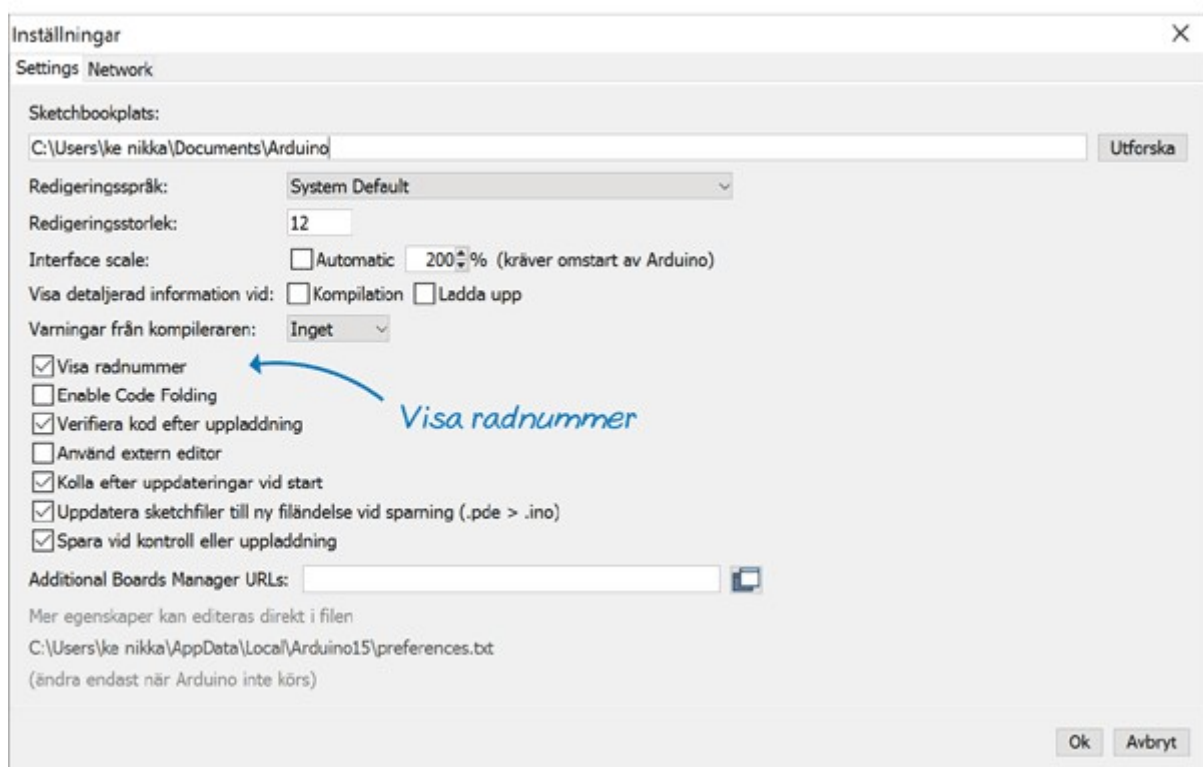 Inställningar
Settings Network
Sketchbookplats:
C:\Users\ke nikka\Documents\Arduino Utforska
Redigeringsspråk: System Default
Redigeringsstorlek: 12
Interface scale: Automatic 200 % (kräver omstart av Arduino)
Visa detaljerad information vid: Kompilation Ladda upp
Varningar från kompileraren: Inget
Visa radnummer
Enable Code Folding
Visa radnummer
Verifiera kod efter uppladdning
Använd extern editor
Kolla efter uppdateringar vid start
Uppdatera sketchfiler till ny filändelse vid sparning (.pde > .ino)
Spara vid kontroll eller uppladdning
Additional Boards Manager URLs:
Mer egenskaper kan editeras direkt i filen
C:\Users\ke nikka\AppData\Local\Arduino15\preferences.txt
(ändra endast när Arduino inte körs)
Ok Avbryt